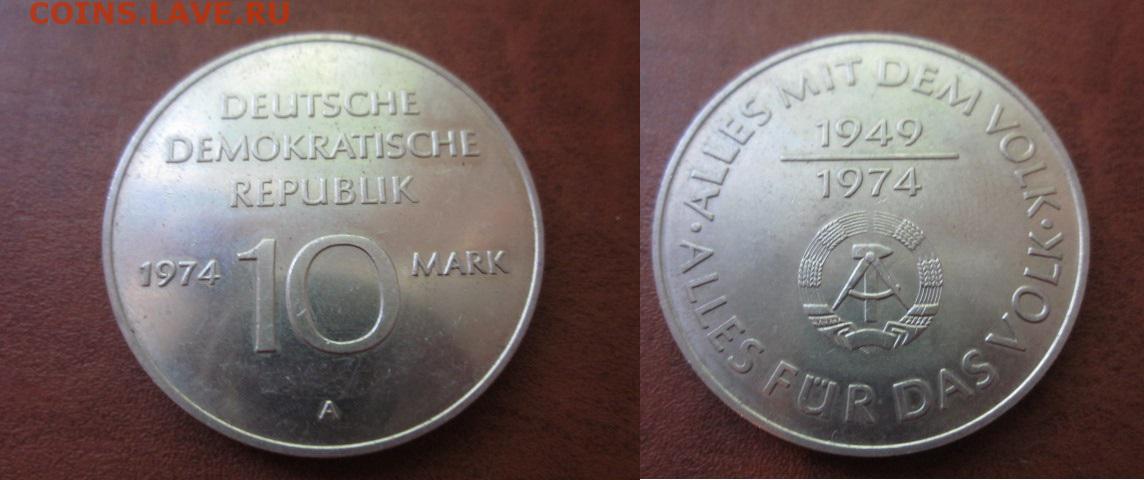 COINS.LAVE.RU
DEUTSCHE
DEMOKRATISCHE
REPUBLIK
1974 10 MARK
A
ALLES MIT DEM VOLK · ALLES FÜR DAS VOLK ·
1949
1974